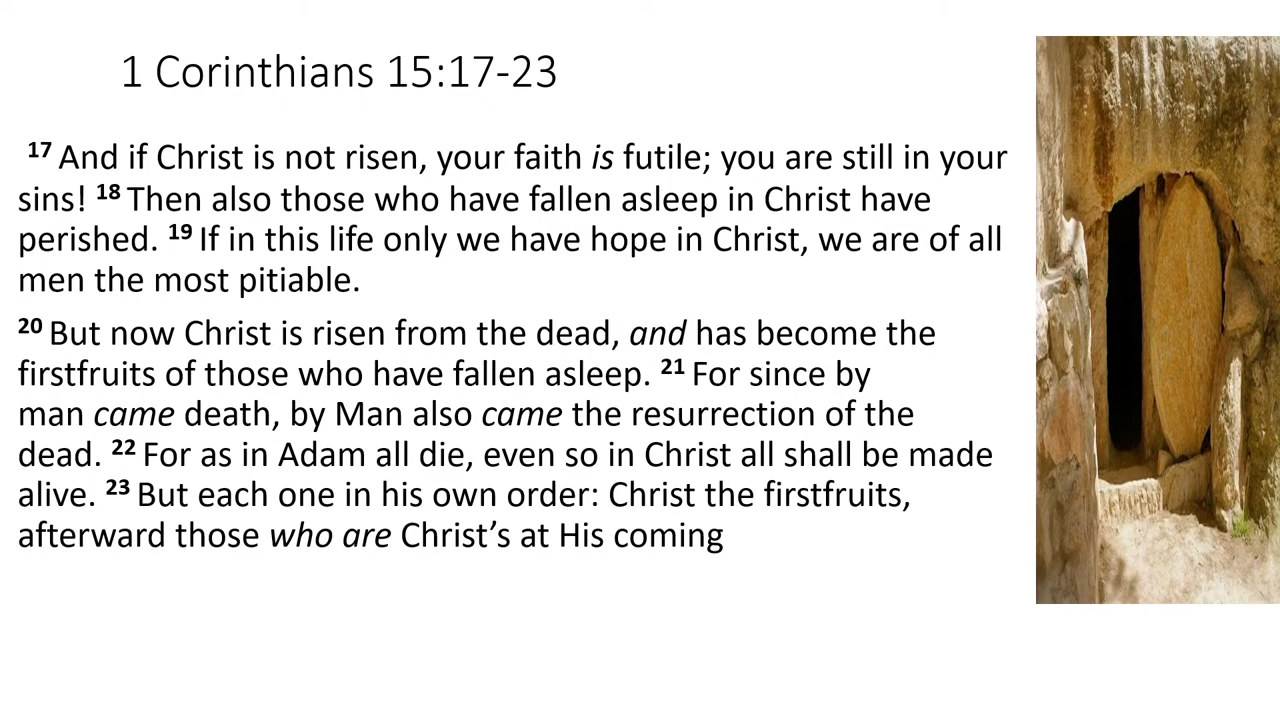 1 Corinthians 15:17-23
17 And if Christ is not risen, your faith is futile; you are still in your
sins! 18 Then also those who have fallen asleep in Christ have
perished. 19 If in this life only we have hope in Christ, we are of all
men the most pitiable.
20 But now Christ is risen from the dead, and has become the
firstfruits of those who have fallen asleep. 21 For since by
man came death, by Man also came the resurrection of the
dead. 22 For as in Adam all die, even so in Christ all shall be made
alive. 23 But each one in his own order: Christ the firstfruits,
afterward those who are Christ’s at His coming